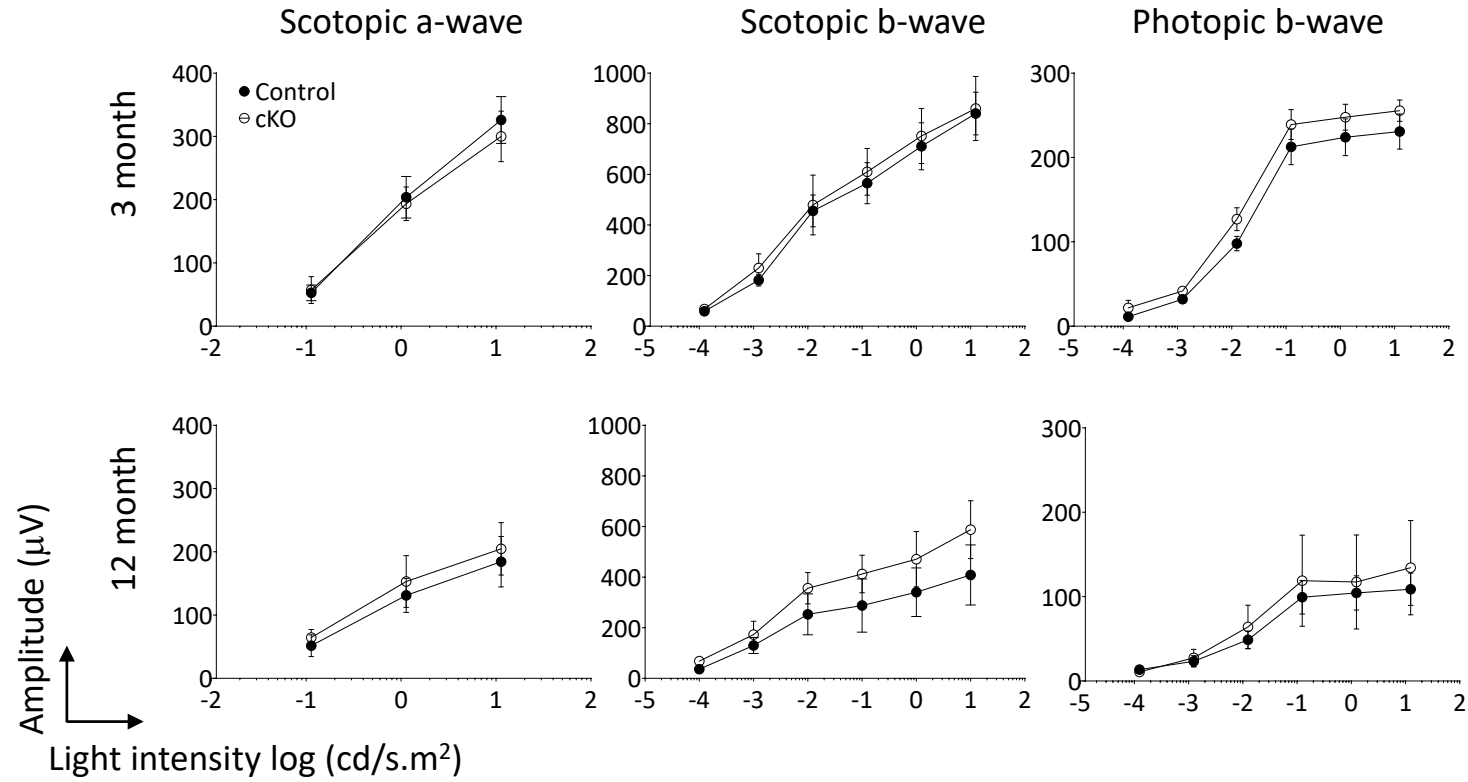 Scotopic a-wave Scotopic b-wave Photopic b-wave
3 month
400
300
200
100
0
-2 -1 0 1 2
Control
cKO
1000
800
600
400
200
0
-5 -4 -3 -2 -1 0 1 2
300
200
100
0
-5 -4 -3 -2 -1 0 1 2
12 month
400
300
200
100
0
-2 -1 0 1 2
1000
800
600
400
200
0
-5 -4 -3 -2 -1 0 1 2
300
200
100
0
-5 -4 -3 -2 -1 0 1 2
Amplitude (μV)
Light intensity log (cd/s.m²)